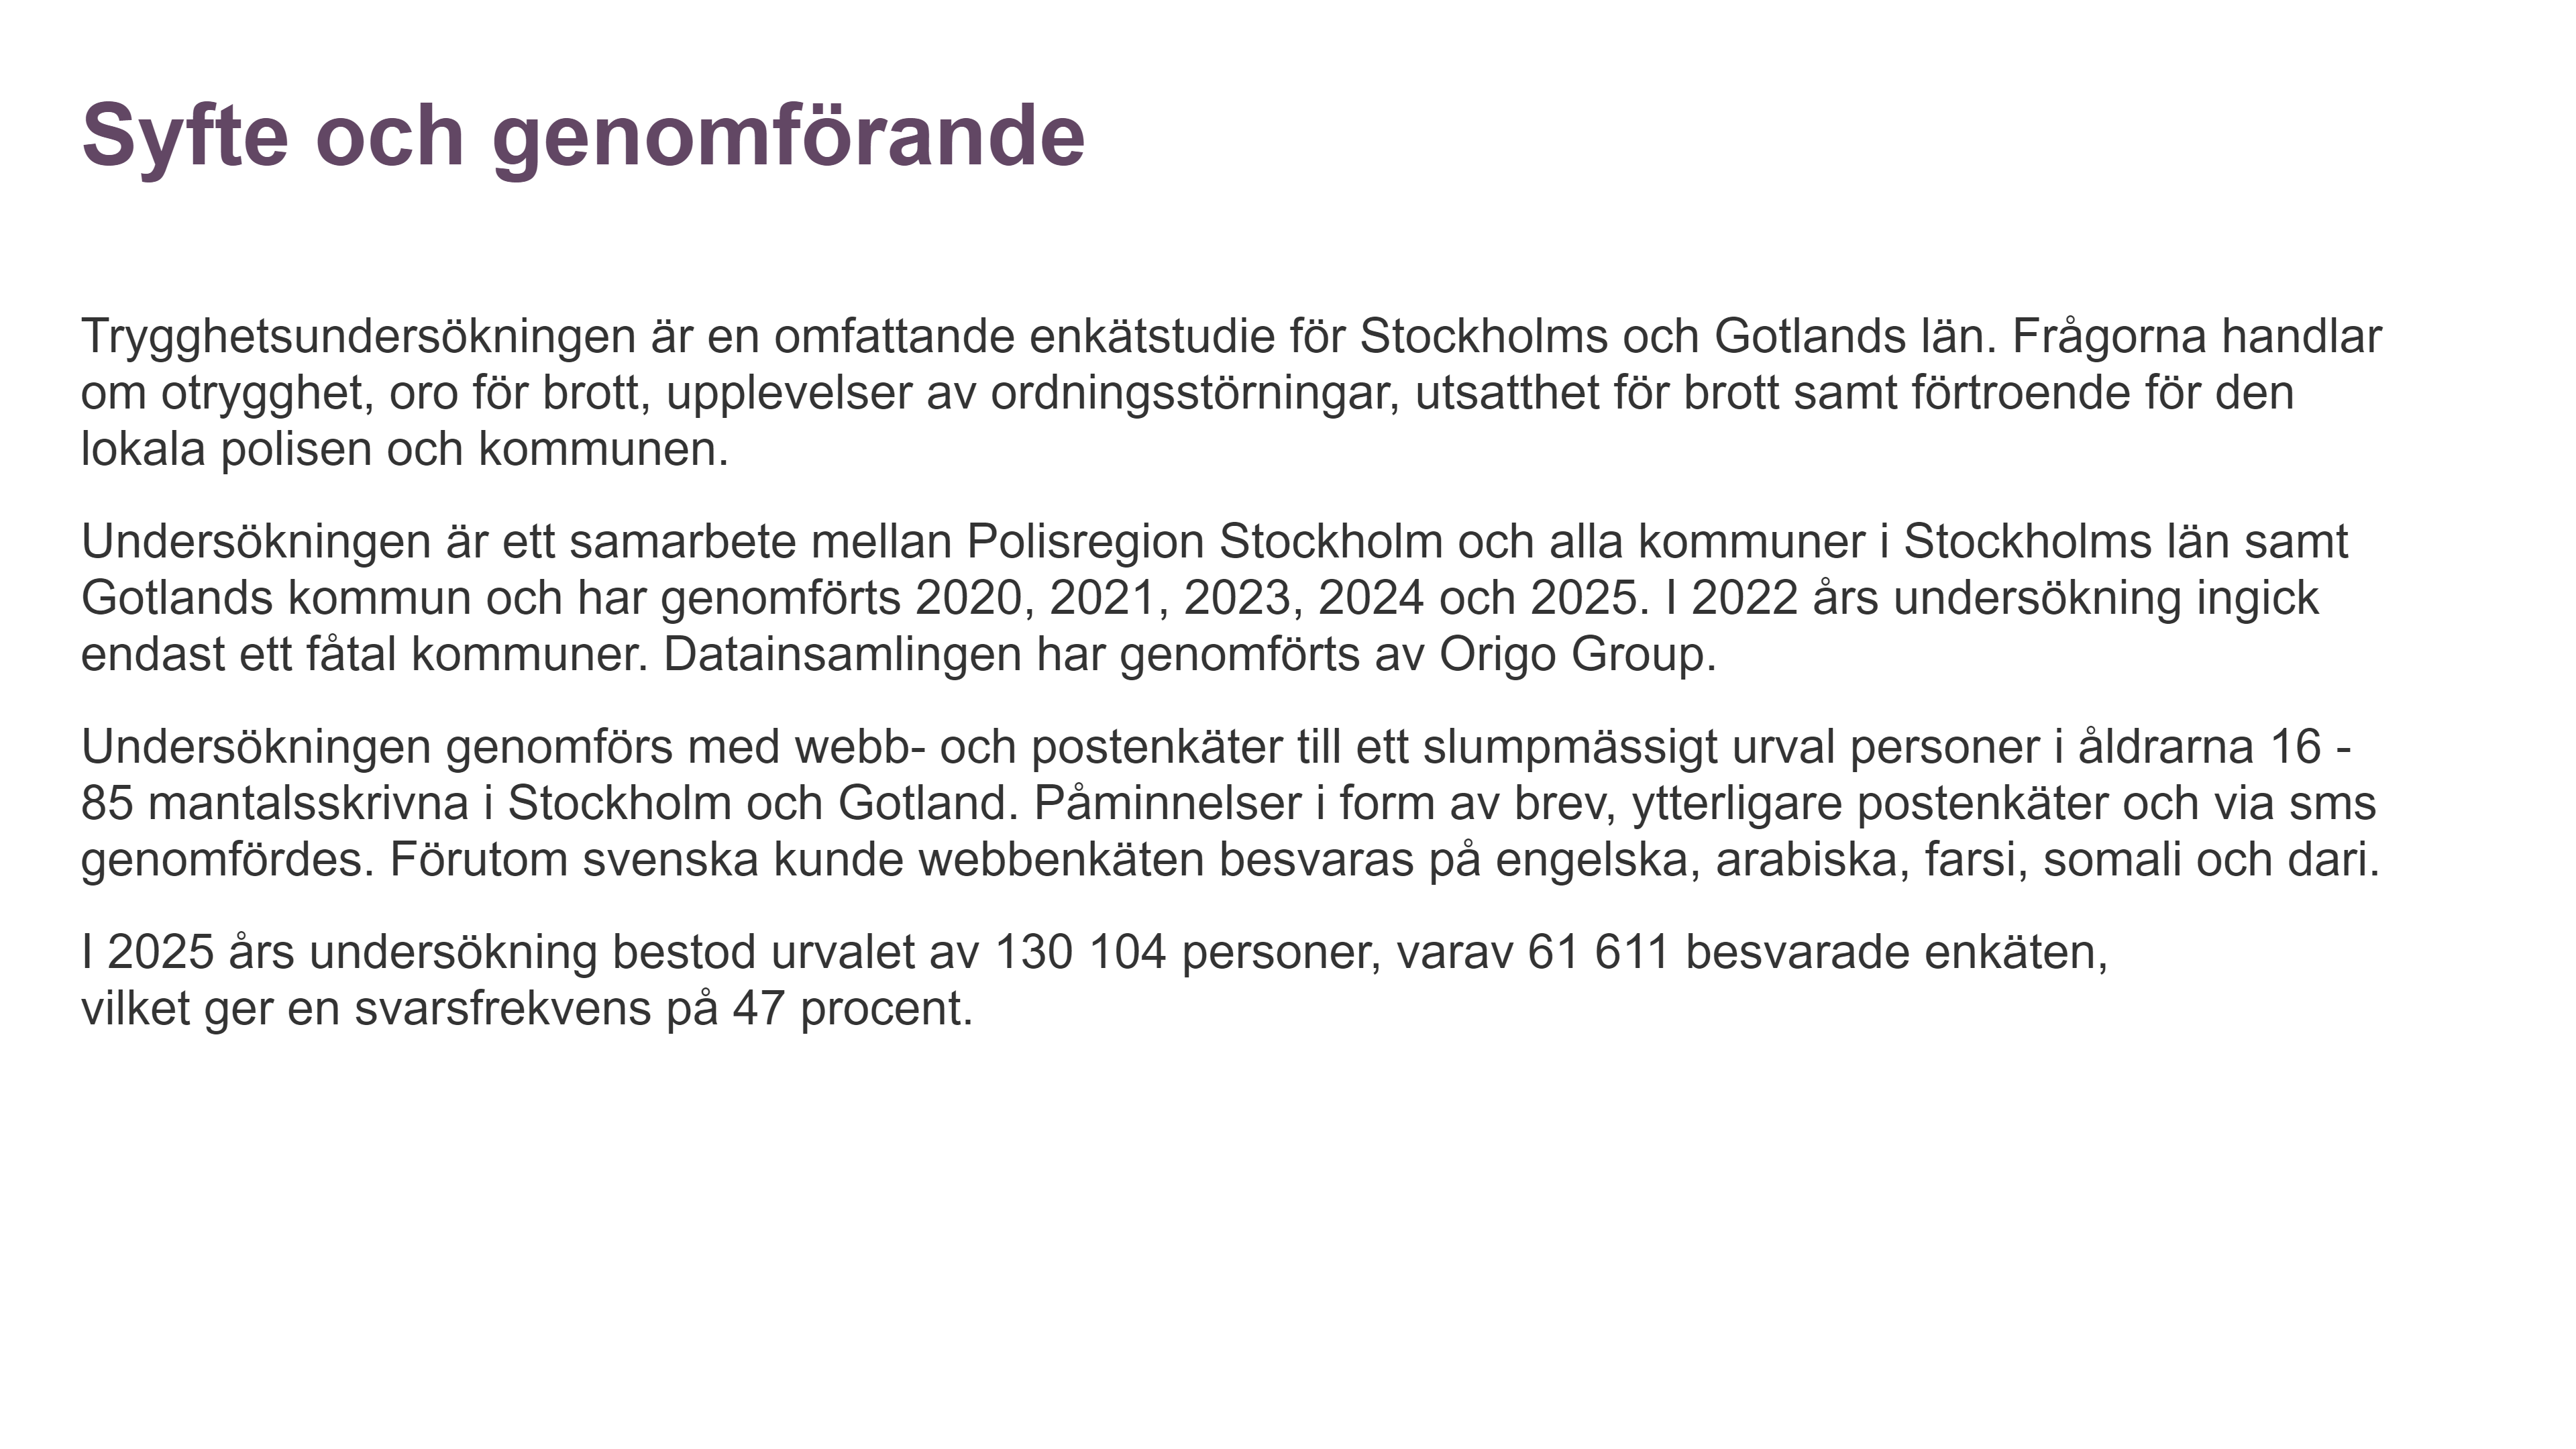 Syfte och genomförande
Trygghetsundersökningen är en omfattande enkätstudie för Stockholms och Gotlands län. Frågorna handlar
om otrygghet, oro för brott, upplevelser av ordningsstörningar, utsatthet för brott samt förtroende för den
lokala polisen och kommunen.
Undersökningen är ett samarbete mellan Polisregion Stockholm och alla kommuner i Stockholms län samt
Gotlands kommun och har genomförts 2020, 2021, 2023, 2024 och 2025. I 2022 års undersökning ingick
endast ett fåtal kommuner. Datainsamlingen har genomförts av Origo Group.
Undersökningen genomförs med webb- och postenkäter till ett slumpmässigt urval personer i åldrarna 16 -
85 mantalsskrivna i Stockholm och Gotland. Påminnelser i form av brev, ytterligare postenkäter och via sms
genomfördes. Förutom svenska kunde webbenkäten besvaras på engelska, arabiska, farsi, somali och dari.
I 2025 års undersökning bestod urvalet av 130 104 personer, varav 61 611 besvarade enkäten,
vilket ger en svarsfrekvens på 47 procent.